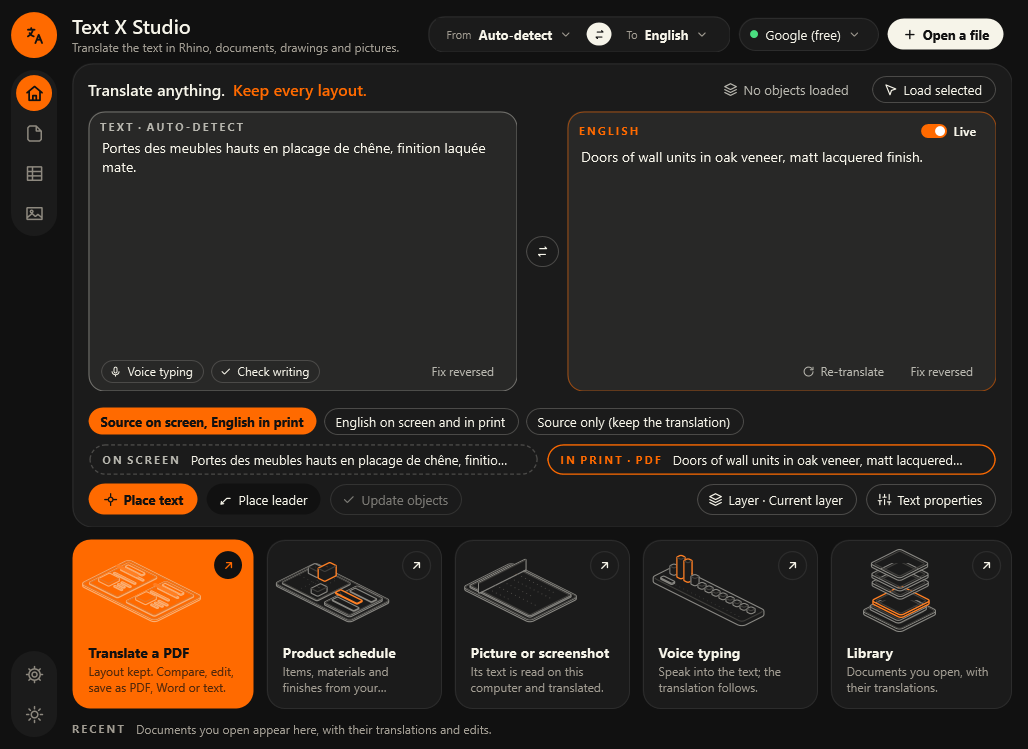 Text X Studio
Translate the text in Rhino, documents, drawings and pictures.
From Auto-detect
To English
Google (free)
+ Open a file
Translate anything. Keep every layout.
No objects loaded
Load selected
TEXT · AUTO-DETECT
Portes des meubles hauts en placage de chêne, finition laquée
mate.
Voice typing
Check writing
Fix reversed
ENGLISH
Live
Doors of wall units in oak veneer, matt lacquered finish.
Re-translate
Fix reversed
Source on screen, English in print
English on screen and in print
Source only (keep the translation)
ON SCREEN Portes des meubles hauts en placage de chêne, finitio...
IN PRINT · PDF Doors of wall units in oak veneer, matt lacquered...
Place text
Place leader
Update objects
Layer · Current layer
Text properties
Translate a PDF
Layout kept. Compare, edit,
save as PDF, Word or text.
Product schedule
Items, materials and
finishes from your...
Picture or screenshot
Its text is read on this
computer and translated.
Voice typing
Speak into the text; the
translation follows.
Library
Documents you open, with
their translations.
RECENT Documents you open appear here, with their translations and edits.